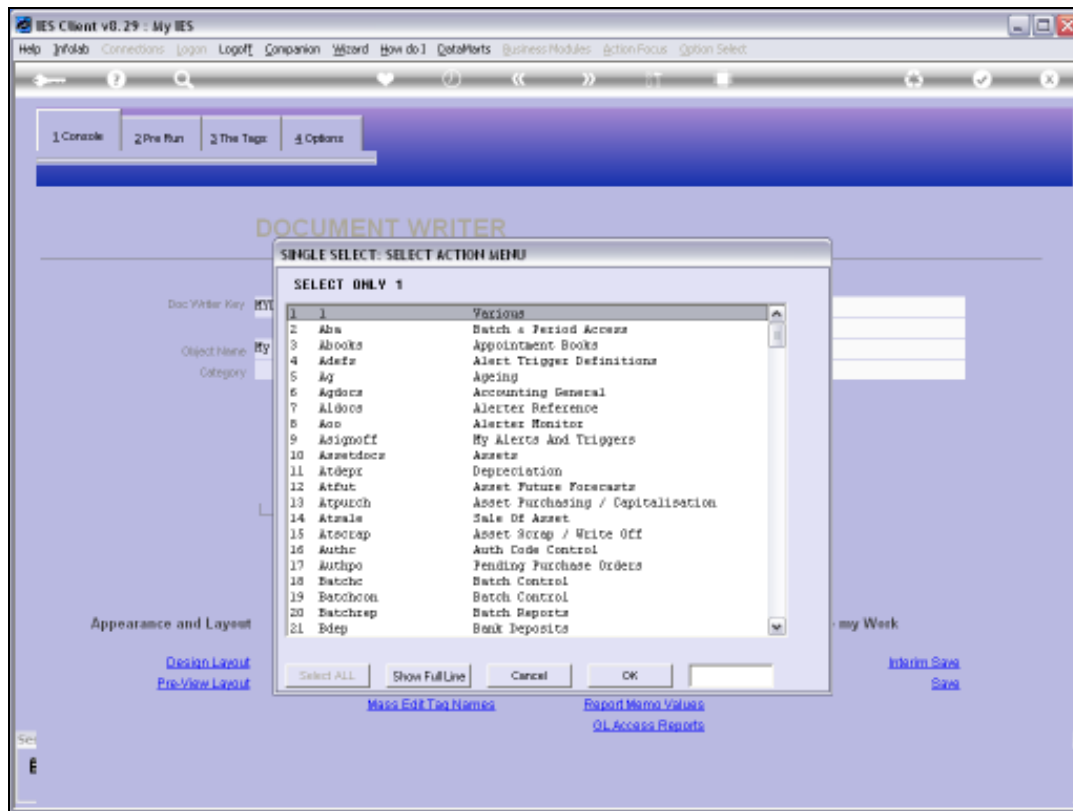 IES Client v8.29 : My IES
Help Infolab Connections Logon Logoff Companion Wizard How do I DataMarts Business Modules Action Focus Option Select
1 Console 2 Pre Run 3 The Tags 4 Options
DOCUMENT WRITER
SINGLE SELECT: SELECT ACTION MENU
SELECT ONLY 1
Doc Writer Key
Object Name My
Category
1 1 Various
2 Aba Batch & Period Access
3 Abooks Appointment Books
4 Adefs Alert Trigger Definitions
5 Ag Ageing
6 Agdocs Accounting General
7 Aldocs Alerter Reference
8 Aoo Alerter Monitor
9 Asignoff My Alerts And Triggers
10 Assetdocs Assets
11 Atdepr Depreciation
12 Atfut Asset Future Forecasts
13 Atpurch Asset Purchasing / Capitalisation
14 Atsale Sale Of Asset
15 Atscrap Asset Scrap / Write Off
16 Authc Auth Code Control
17 Authpo Pending Purchase Orders
18 Batchc Batch Control
19 Batchcon Batch Control
20 Batchrep Batch Reports
21 Bdep Bank Deposits
Select ALL Show Full Line Cancel OK
Appearance and Layout
my Work
Design Layout
Pre-View Layout
Mass Edit Tag Names
Report Memo Values
GL Access Reports
Interim Save
Save